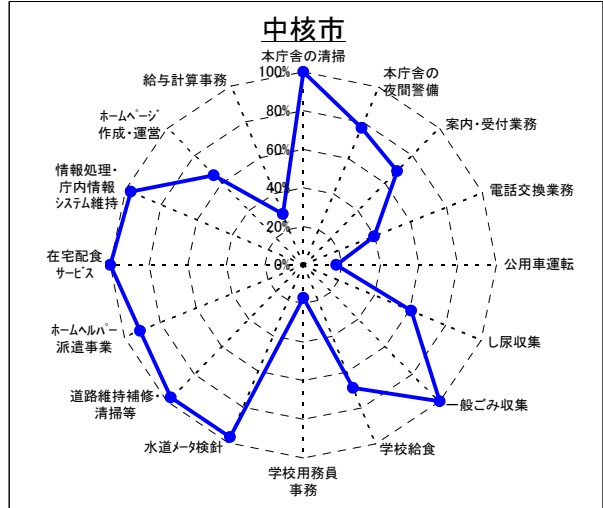 中核市
本庁舎の清掃
本庁舎の
夜間警備
案内・受付業務
電話交換業務
公用車運転
し尿収集
一般ごみ収集
学校給食
学校用務員
事務
水道ﾒｰﾀ検針
道路維持補修・
清掃等
ﾎｰﾑﾍﾙﾊﾟｰ
派遣事業
在宅配食
ｻｰﾋﾞｽ
情報処理・
庁内情報
ｼｽﾃﾑ維持
ﾎｰﾑﾍﾟｰｼﾞ
作成・運営
給与計算事務
100%
80%
60%
40%
20%
0%